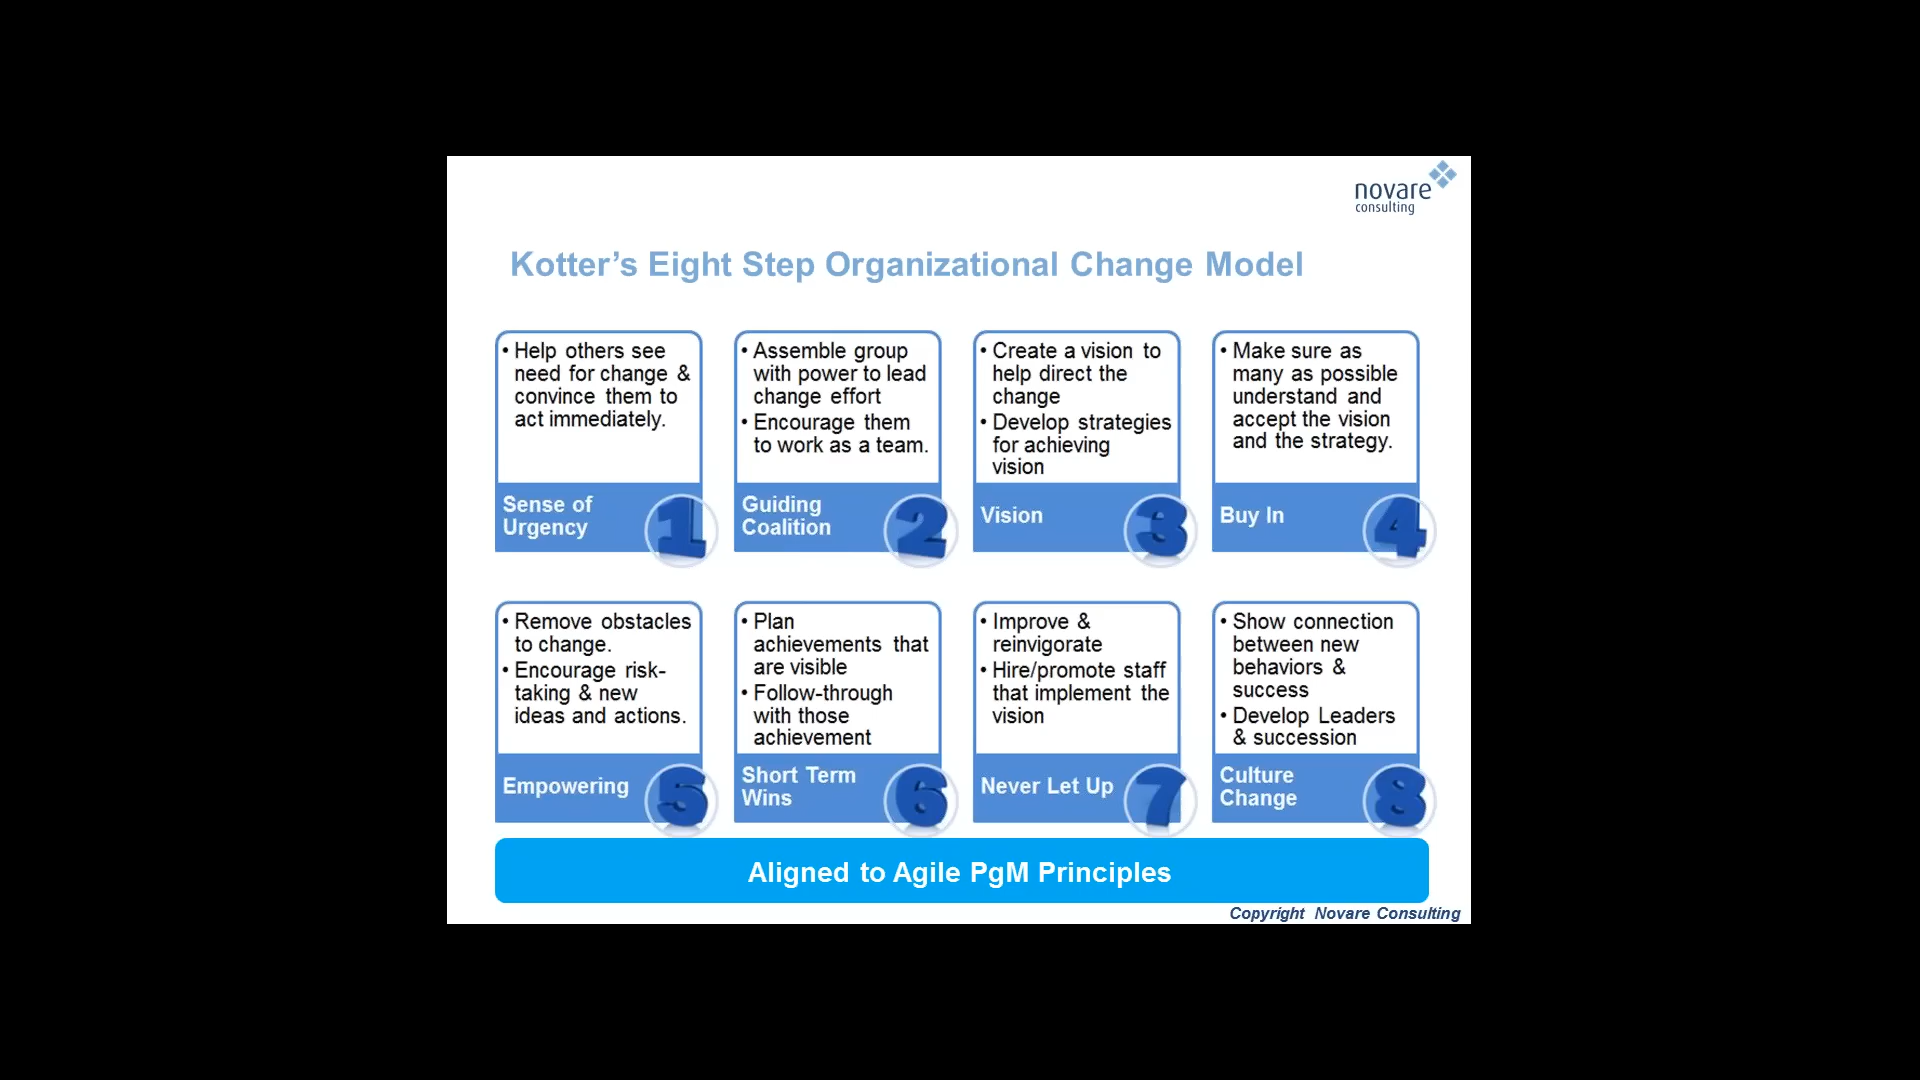 novare
consulting
Kotter’s Eight Step Organizational Change Model
• Help others see
need for change &
convince them to
act immediately.
Sense of
Urgency
1
• Assemble group
with power to lead
change effort
• Encourage them
to work as a team.
Guiding
Coalition
2
• Create a vision to
help direct the
change
• Develop strategies
for achieving
vision
Vision
3
• Make sure as
many as possible
understand and
accept the vision
and the strategy.
Buy In
4
• Remove obstacles
to change.
• Encourage risk-
taking & new
ideas and actions.
Empowering
5
• Plan
achievements that
are visible
• Follow-through
with those
achievement
Short Term
Wins
6
• Improve &
reinvigorate
• Hire/promote staff
that implement the
vision
Never Let Up
7
• Show connection
between new
behaviors &
success
• Develop Leaders
& succession
Culture
Change
8
Aligned to Agile PgM Principles
Copyright Novare Consulting